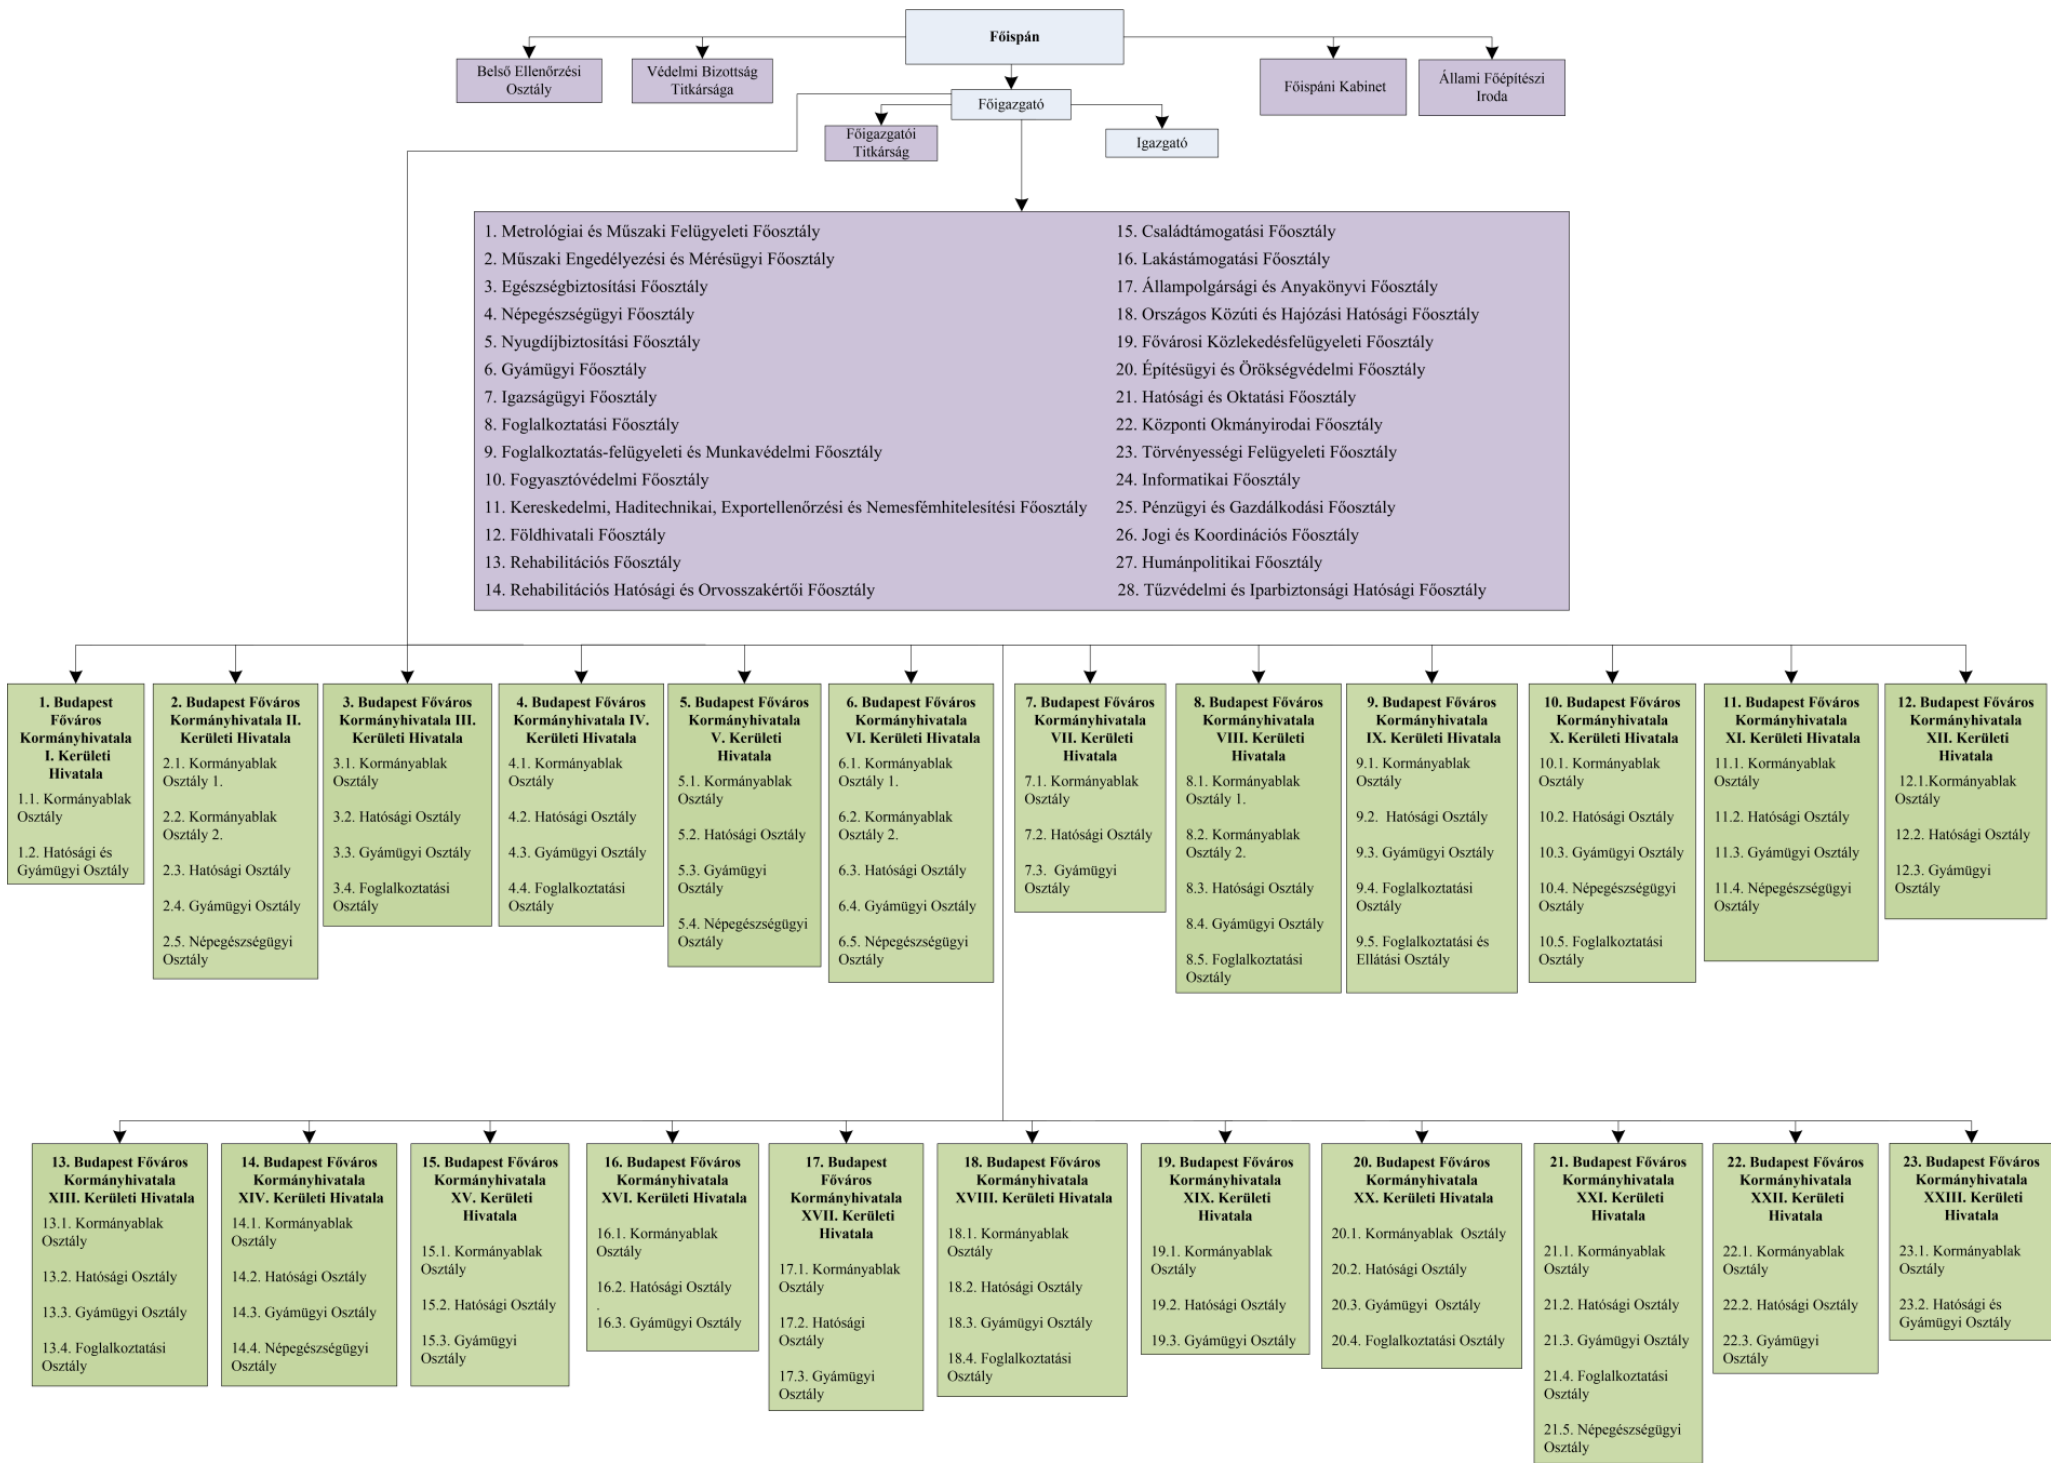 Főispán
Belső Ellenőrzési
Osztály
Védelmi Bizottság
Titkársága
Főispáni Kabinet
Állami Főépítészi
Iroda
Főigazgató
Főigazgatói
Titkárság
Igazgató
1. Metrológiai és Műszaki Felügyeleti Főosztály
2. Műszaki Engedélyezési és Mérésügyi Főosztály
3. Egészségbiztosítási Főosztály
4. Népegészségügyi Főosztály
5. Nyugdíjbiztosítási Főosztály
6. Gyámügyi Főosztály
7. Igazságügyi Főosztály
8. Foglalkoztatási Főosztály
9. Foglalkoztatás-felügyeleti és Munkavédelmi Főosztály
10. Fogyasztóvédelmi Főosztály
11. Kereskedelmi, Haditechnikai, Exportellenőrzési és Nemesfémhitelesítési Főosztály
12. Földhivatali Főosztály
13. Rehabilitációs Főosztály
14. Rehabilitációs Hatósági és Orvosszakértői Főosztály
15. Családtámogatási Főosztály
16. Lakástámogatási Főosztály
17. Állampolgársági és Anyakönyvi Főosztály
18. Országos Közúti és Hajózási Hatósági Főosztály
19. Fővárosi Közlekedésfelügyeleti Főosztály
20. Építésügyi és Örökségvédelmi Főosztály
21. Hatósági és Oktatási Főosztály
22. Központi Okmányirodai Főosztály
23. Törvényességi Felügyeleti Főosztály
24. Informatikai Főosztály
25. Pénzügyi és Gazdálkodási Főosztály
26. Jogi és Koordinációs Főosztály
27. Humánpolitikai Főosztály
28. Tűzvédelmi és Iparbiztonsági Hatósági Főosztály
1. Budapest
Főváros
Kormányhivatala
I. Kerületi
Hivatala
1.1. Kormányablak
Osztály
1.2. Hatósági és
Gyámügyi Osztály
2. Budapest Főváros
Kormányhivatala II.
Kerületi Hivatala
2.1. Kormányablak
Osztály 1.
2.2. Kormányablak
Osztály 2.
2.3. Hatósági Osztály
2.4. Gyámügyi Osztály
2.5. Népegészségügyi
Osztály
3. Budapest Főváros
Kormányhivatala III.
Kerületi Hivatala
3.1. Kormányablak
Osztály
3.2. Hatósági Osztály
3.3. Gyámügyi Osztály
3.4. Foglalkoztatási
Osztály
4. Budapest Főváros
Kormányhivatala IV.
Kerületi Hivatala
4.1. Kormányablak
Osztály
4.2. Hatósági Osztály
4.3. Gyámügyi Osztály
4.4. Foglalkoztatási
Osztály
5. Budapest Főváros
Kormányhivatala
V. Kerületi
Hivatala
5.1. Kormányablak
Osztály
5.2. Hatósági Osztály
5.3. Gyámügyi
Osztály
5.4. Népegészségügyi
Osztály
6. Budapest Főváros
Kormányhivatala
VI. Kerületi Hivatala
6.1. Kormányablak
Osztály 1.
6.2. Kormányablak
Osztály 2.
6.3. Hatósági Osztály
6.4. Gyámügyi Osztály
6.5. Népegészségügyi
Osztály
7. Budapest Főváros
Kormányhivatala
VII. Kerületi
Hivatala
7.1. Kormányablak
Osztály
7.2. Hatósági Osztály
7.3. Gyámügyi
Osztály
8. Budapest Főváros
Kormányhivatala
VIII. Kerületi
Hivatala
8.1. Kormányablak
Osztály 1.
8.2. Kormányablak
Osztály 2.
8.3. Hatósági Osztály
8.4. Gyámügyi Osztály
8.5. Foglalkoztatási
Osztály
9. Budapest Főváros
Kormányhivatala
IX. Kerületi Hivatala
9.1. Kormányablak
Osztály
9.2. Hatósági Osztály
9.3. Gyámügyi Osztály
9.4. Foglalkoztatási
Osztály
9.5. Foglalkoztatási és
Ellátási Osztály
10. Budapest Főváros
Kormányhivatala
X. Kerületi Hivatala
10.1. Kormányablak
Osztály
10.2. Hatósági Osztály
10.3. Gyámügyi Osztály
10.4. Népegészségügyi
Osztály
10.5. Foglalkoztatási
Osztály
11. Budapest Főváros
Kormányhivatala
XI. Kerületi Hivatala
11.1. Kormányablak
Osztály
11.2. Hatósági Osztály
11.3. Gyámügyi Osztály
11.4. Népegészségügyi
Osztály
12. Budapest Főváros
Kormányhivatala
XII. Kerületi
Hivatala
12.1.Kormányablak
Osztály
12.2. Hatósági Osztály
12.3. Gyámügyi
Osztály
13. Budapest Főváros
Kormányhivatala
XIII. Kerületi Hivatala
13.1. Kormányablak
Osztály
13.2. Hatósági Osztály
13.3. Gyámügyi Osztály
13.4. Foglalkoztatási
Osztály
14. Budapest Főváros
Kormányhivatala
XIV. Kerületi Hivatala
14.1. Kormányablak
Osztály
14.2. Hatósági Osztály
14.3. Gyámügyi Osztály
14.4. Népegészségügyi
Osztály
15. Budapest Főváros
Kormányhivatala
XV. Kerületi
Hivatala
15.1. Kormányablak
Osztály
15.2. Hatósági Osztály
15.3. Gyámügyi
Osztály
16. Budapest Főváros
Kormányhivatala
XVI. Kerületi Hivatala
16.1. Kormányablak
Osztály
16.2. Hatósági Osztály
.
16.3. Gyámügyi Osztály
17. Budapest
Főváros
Kormányhivatala
XVII. Kerületi
Hivatala
17.1. Kormányablak
Osztály
17.2. Hatósági
Osztály
17.3. Gyámügyi
Osztály
18. Budapest Főváros
Kormányhivatala
XVIII. Kerületi Hivatala
18.1. Kormányablak
Osztály
18.2. Hatósági Osztály
18.3. Gyámügyi Osztály
18.4. Foglalkoztatási
Osztály
19. Budapest Főváros
Kormányhivatala
XIX. Kerületi
Hivatala
19.1. Kormányablak
Osztály
19.2. Hatósági Osztály
19.3. Gyámügyi Osztály
20. Budapest Főváros
Kormányhivatala
XX. Kerületi Hivatala
20.1. Kormányablak Osztály
20.2. Hatósági Osztály
20.3. Gyámügyi Osztály
20.4. Foglalkoztatási Osztály
21. Budapest Főváros
Kormányhivatala
XXI. Kerületi
Hivatala
21.1. Kormányablak
Osztály
21.2. Hatósági Osztály
21.3. Gyámügyi Osztály
21.4. Foglalkoztatási
Osztály
21.5. Népegészségügyi
Osztály
22. Budapest Főváros
Kormányhivatala
XXII. Kerületi
Hivatala
22.1. Kormányablak
Osztály
22.2. Hatósági Osztály
22.3. Gyámügyi
Osztály
23. Budapest Főváros
Kormányhivatala
XXIII. Kerületi
Hivatala
23.1. Kormányablak
Osztály
23.2. Hatósági és
Gyámügyi Osztály